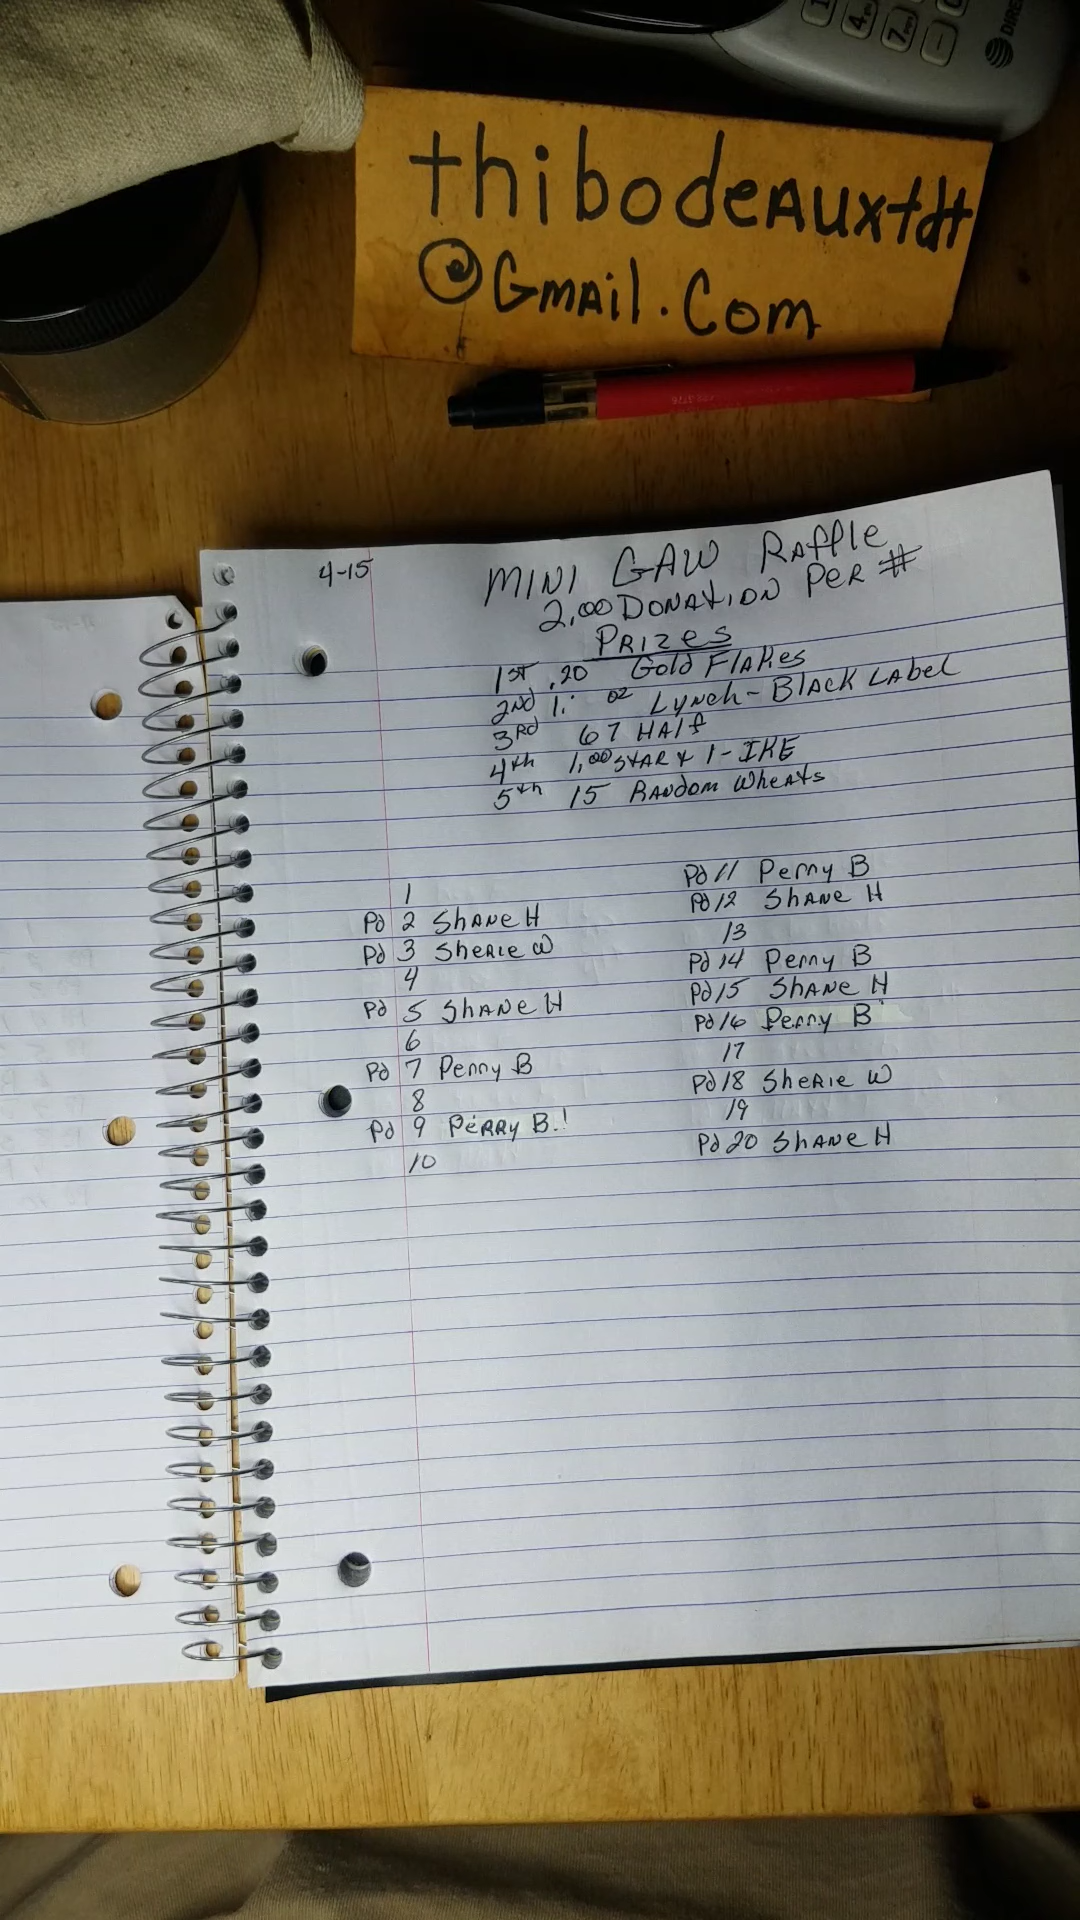 thibodeAuxtdt
@GMAil.Com
4-15
MINI GAW RAffle
2.00 DONAtION PeR #
PRIzes
1st .20 Gold FlAkes
2ND 1. oz LyNch-BlAck LAbel
3RD 67 HAlf
4th 1.00 StAR & 1-IKE
5th 15 RANdom WheAts
1
Pd 2 ShANe H
Pd 3 SheRie W
4
Pd 5 ShANe H
6
Pd 7 Perry B
8
Pd 9 PeRRy B.!
10
Pd 11 Perry B
Pd 12 ShANe H
13
Pd 14 Perry B
Pd 15 ShANe H
Pd 16 Perry B
17
Pd 18 SheRie W
19
Pd 20 ShANe H